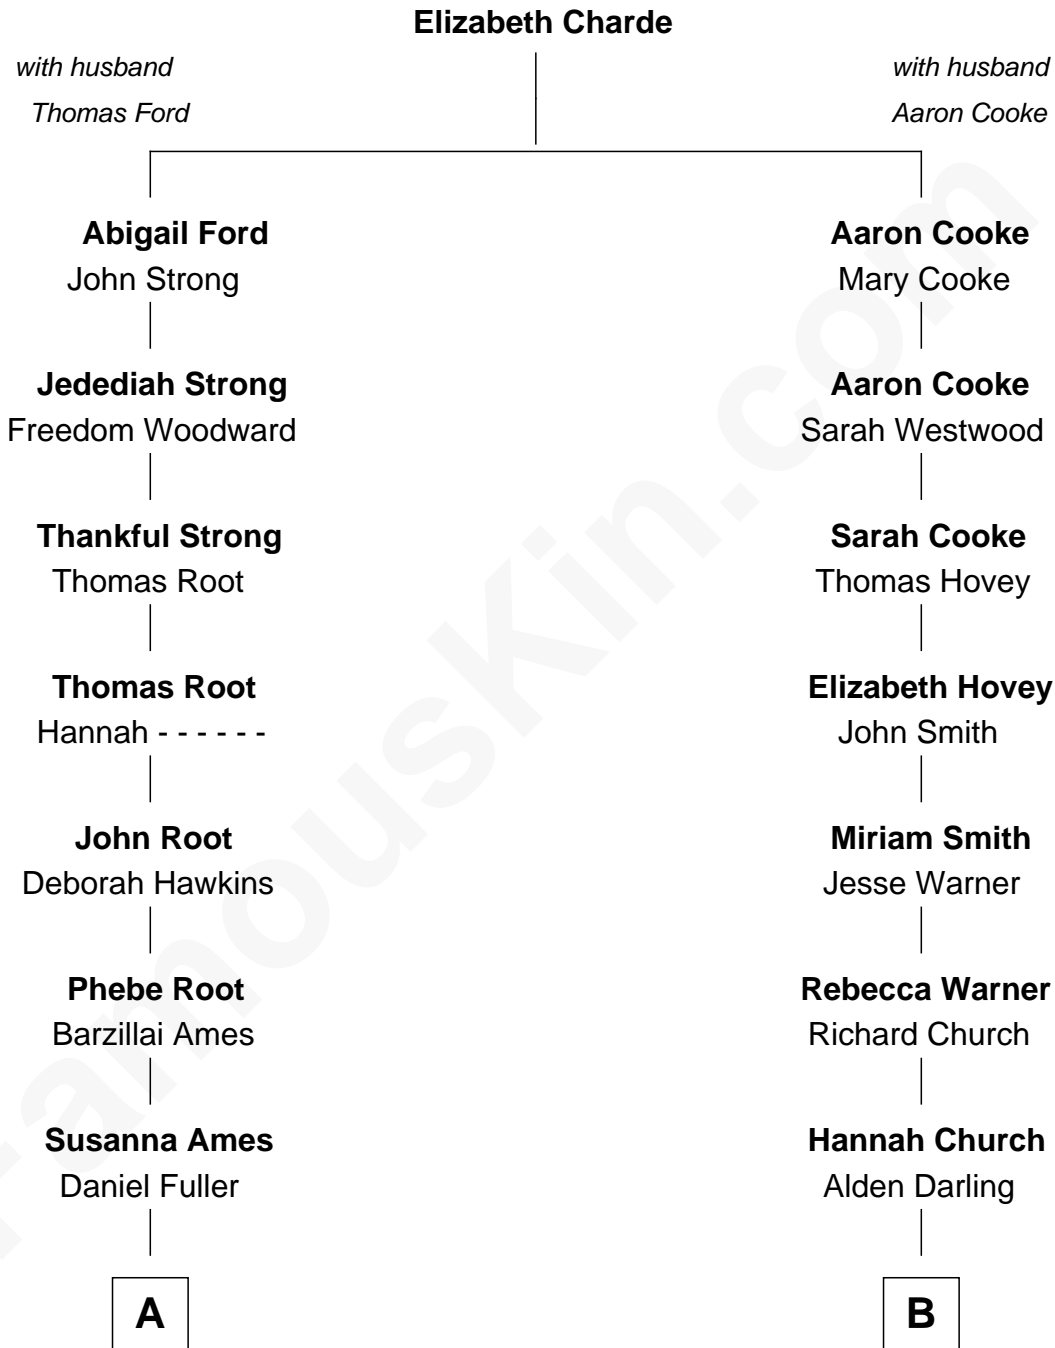 Elizabeth Charde
with husband
Thomas Ford
with husband
Aaron Cooke
Abigail Ford
John Strong
Jedediah Strong
Freedom Woodward
Thankful Strong
Thomas Root
Thomas Root
Hannah - - - - - -
John Root
Deborah Hawkins
Phebe Root
Barzillai Ames
Susanna Ames
Daniel Fuller
A
Aaron Cooke
Mary Cooke
Aaron Cooke
Sarah Westwood
Sarah Cooke
Thomas Hovey
Elizabeth Hovey
John Smith
Miriam Smith
Jesse Warner
Rebecca Warner
Richard Church
Hannah Church
Alden Darling
B
FamousKin.com